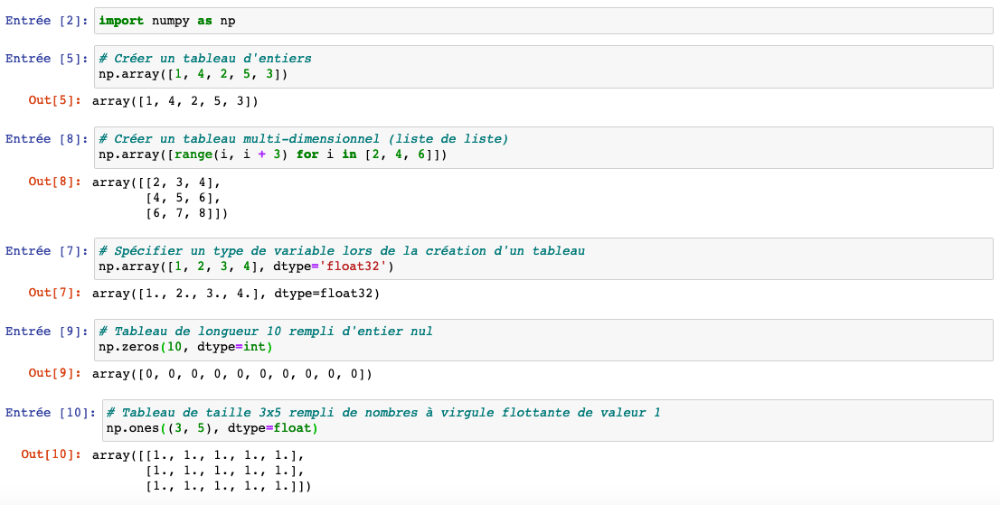 Entrée [2]: import numpy as np
Entrée [5]: # Créer un tableau d'entiers
np.array([1, 4, 2, 5, 3])
Out[5]: array([1, 4, 2, 5, 3])
Entrée [8]: # Créer un tableau multi-dimensionnel (liste de liste)
np.array([range(i, i + 3) for i in [2, 4, 6]])
Out[8]: array([[2, 3, 4],
[4, 5, 6],
[6, 7, 8]])
Entrée [7]: # Spécifier un type de variable lors de la création d'un tableau
np.array([1, 2, 3, 4], dtype='float32')
Out[7]: array([1., 2., 3., 4.], dtype=float32)
Entrée [9]: # Tableau de longueur 10 rempli d'entier nul
np.zeros(10, dtype=int)
Out[9]: array([0, 0, 0, 0, 0, 0, 0, 0, 0, 0])
Entrée [10]: # Tableau de taille 3x5 rempli de nombres à virgule flottante de valeur 1
np.ones((3, 5), dtype=float)
Out[10]: array([[1., 1., 1., 1., 1.],
[1., 1., 1., 1., 1.],
[1., 1., 1., 1., 1.]])